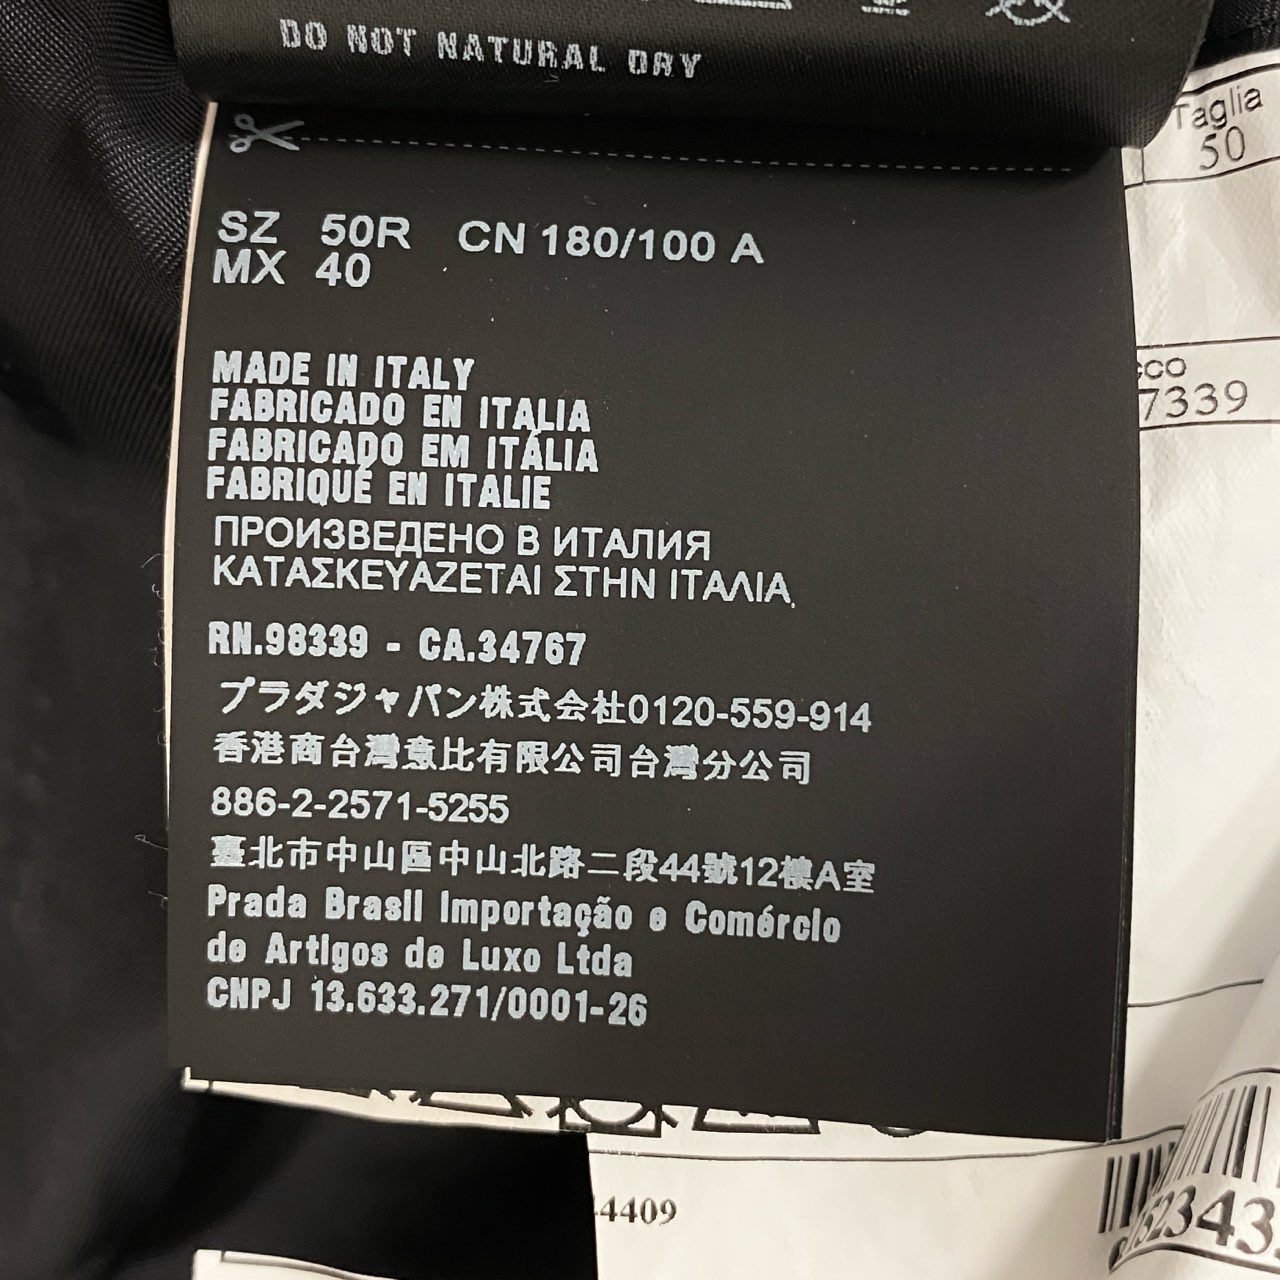 DO NOT NATURAL DRY
Taglia
50
SZ 50R CN 180/100 A
MX 40
7339
MADE IN ITALY
FABRICADO EN ITALIA
FABRICADO EM ITÁLIA
FABRIQUÉ EN ITALIE
ПРОИЗВЕДЕНО В ИТАЛИЯ
ΚΑΤΑΣΚΕΥΑΖΕΤΑΙ ΣΤΗΝ ΙΤΑΛΙΑ.
RN.98339 - CA.34767
プラダジャパン株式会社0120-559-914
香港商台灣意比有限公司台灣分公司
886-2-2571-5255
臺北市中山區中山北路二段44號12樓A室
Prada Brasil Importação e Comércio
de Artigos de Luxo Ltda
CNPJ 13.633.271/0001-26
4409